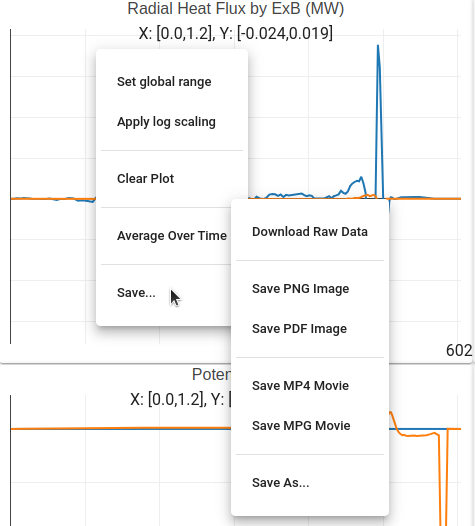 Radial Heat Flux by ExB (MW)
X: [0.0,1.2], Y: [-0.024,0.019]
Set global range
Apply log scaling
Clear Plot
Average Over Time
Save...
Download Raw Data
Save PNG Image
Save PDF Image
Save MP4 Movie
Save MPG Movie
Save As...
602
X: [0.0,1.2], Y: [